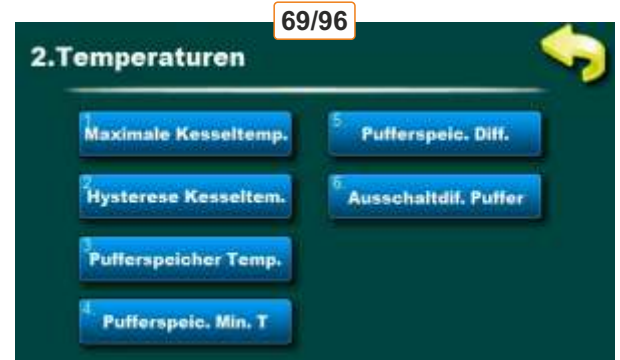 69/96
2.Temperaturen
1.
Maximale Kesseltemp.
2
Hysterese Kesseltem.
3
Pufferspeicher Temp.
4.
Pufferspeic. Min. T
5
Pufferspeic. Diff.
6.
Ausschaltdif. Puffer